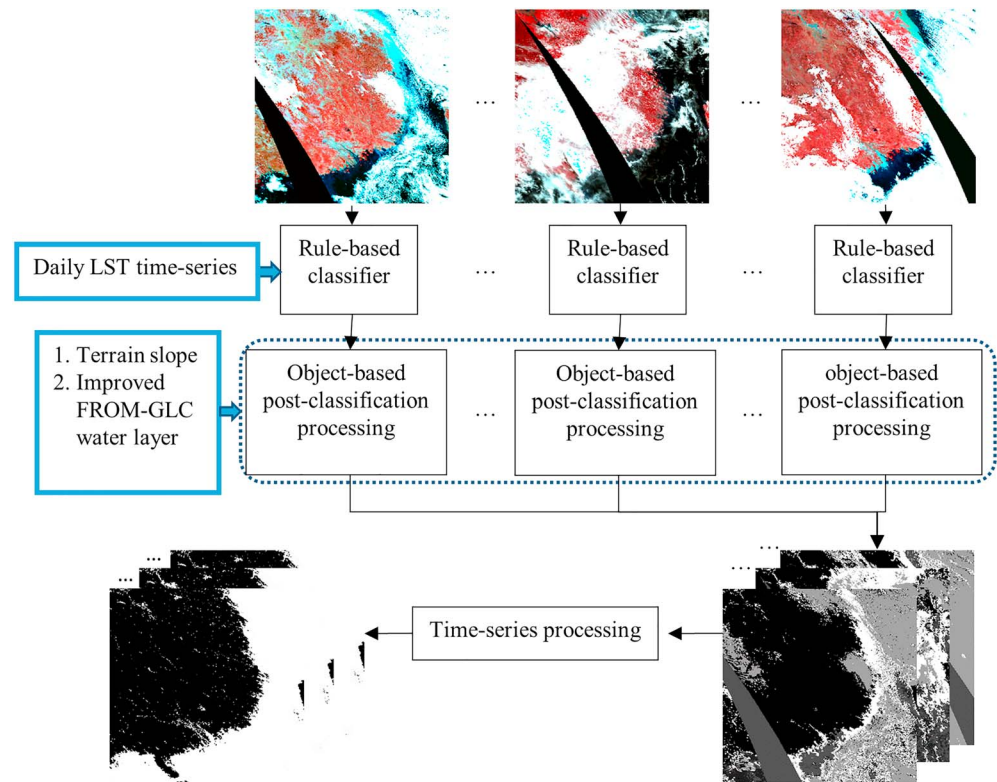 ...
...
Rule-based
classifier
Rule-based
classifier
Rule-based
classifier
Daily LST time-series
...
...
1. Terrain slope
2. Improved
FROM-GLC
water layer
Object-based
post-classification
processing
...
Object-based
post-classification
processing
...
object-based
post-classification
processing
...
...
...
...
Time-series processing